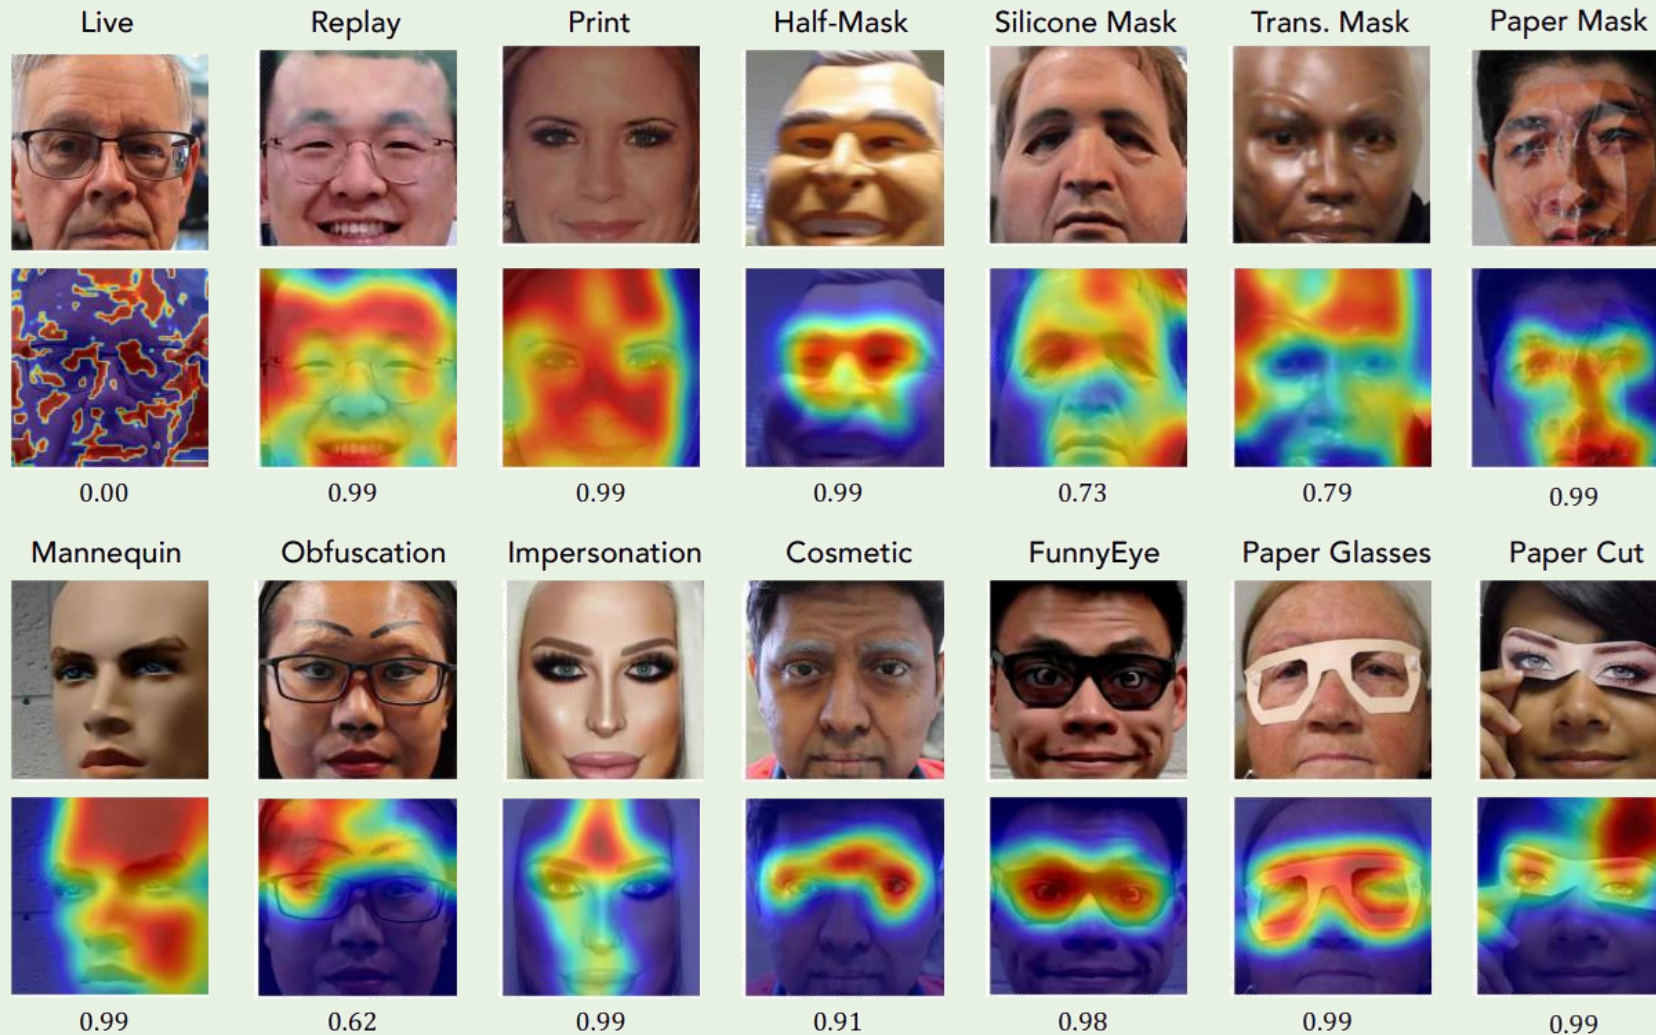 Live Replay Print Half-Mask Silicone Mask Trans. Mask Paper Mask
0.00 0.99 0.99 0.99 0.73 0.79 0.99
Mannequin Obfuscation Impersonation Cosmetic FunnyEye Paper Glasses Paper Cut
0.99 0.62 0.99 0.91 0.98 0.99 0.99